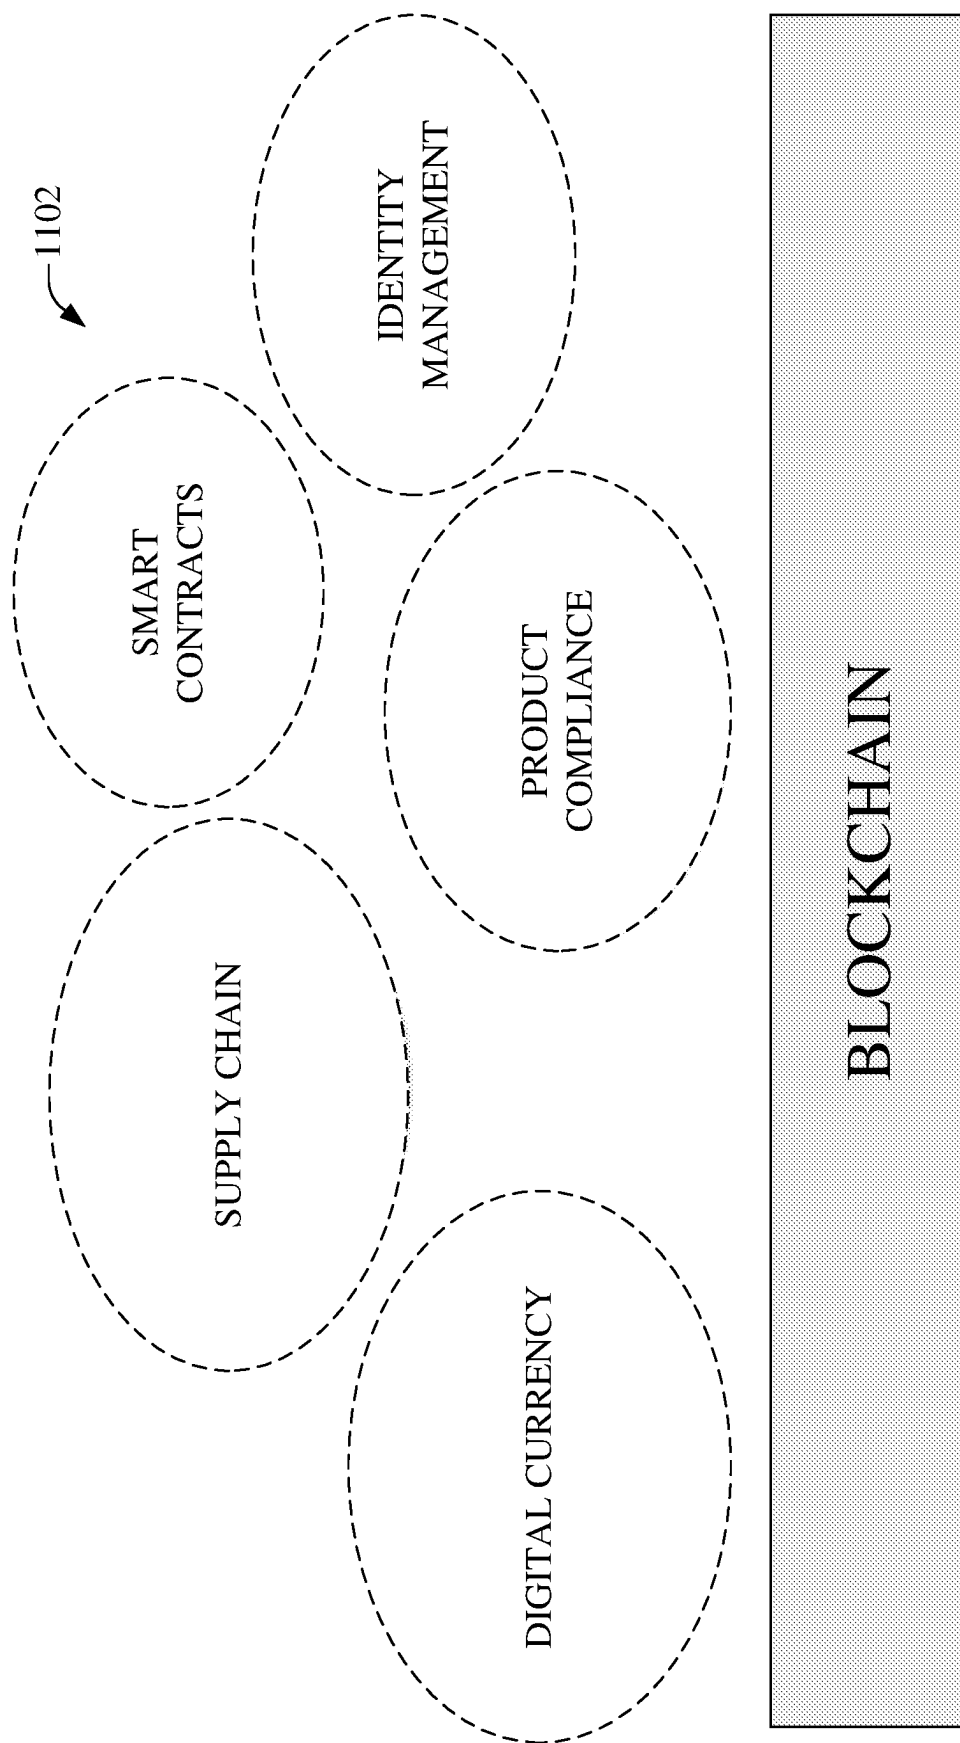 1102
SMART
CONTRACTS
SUPPLY CHAIN
IDENTITY
MANAGEMENT
PRODUCT
COMPLIANCE
DIGITAL CURRENCY
BLOCKCHAIN